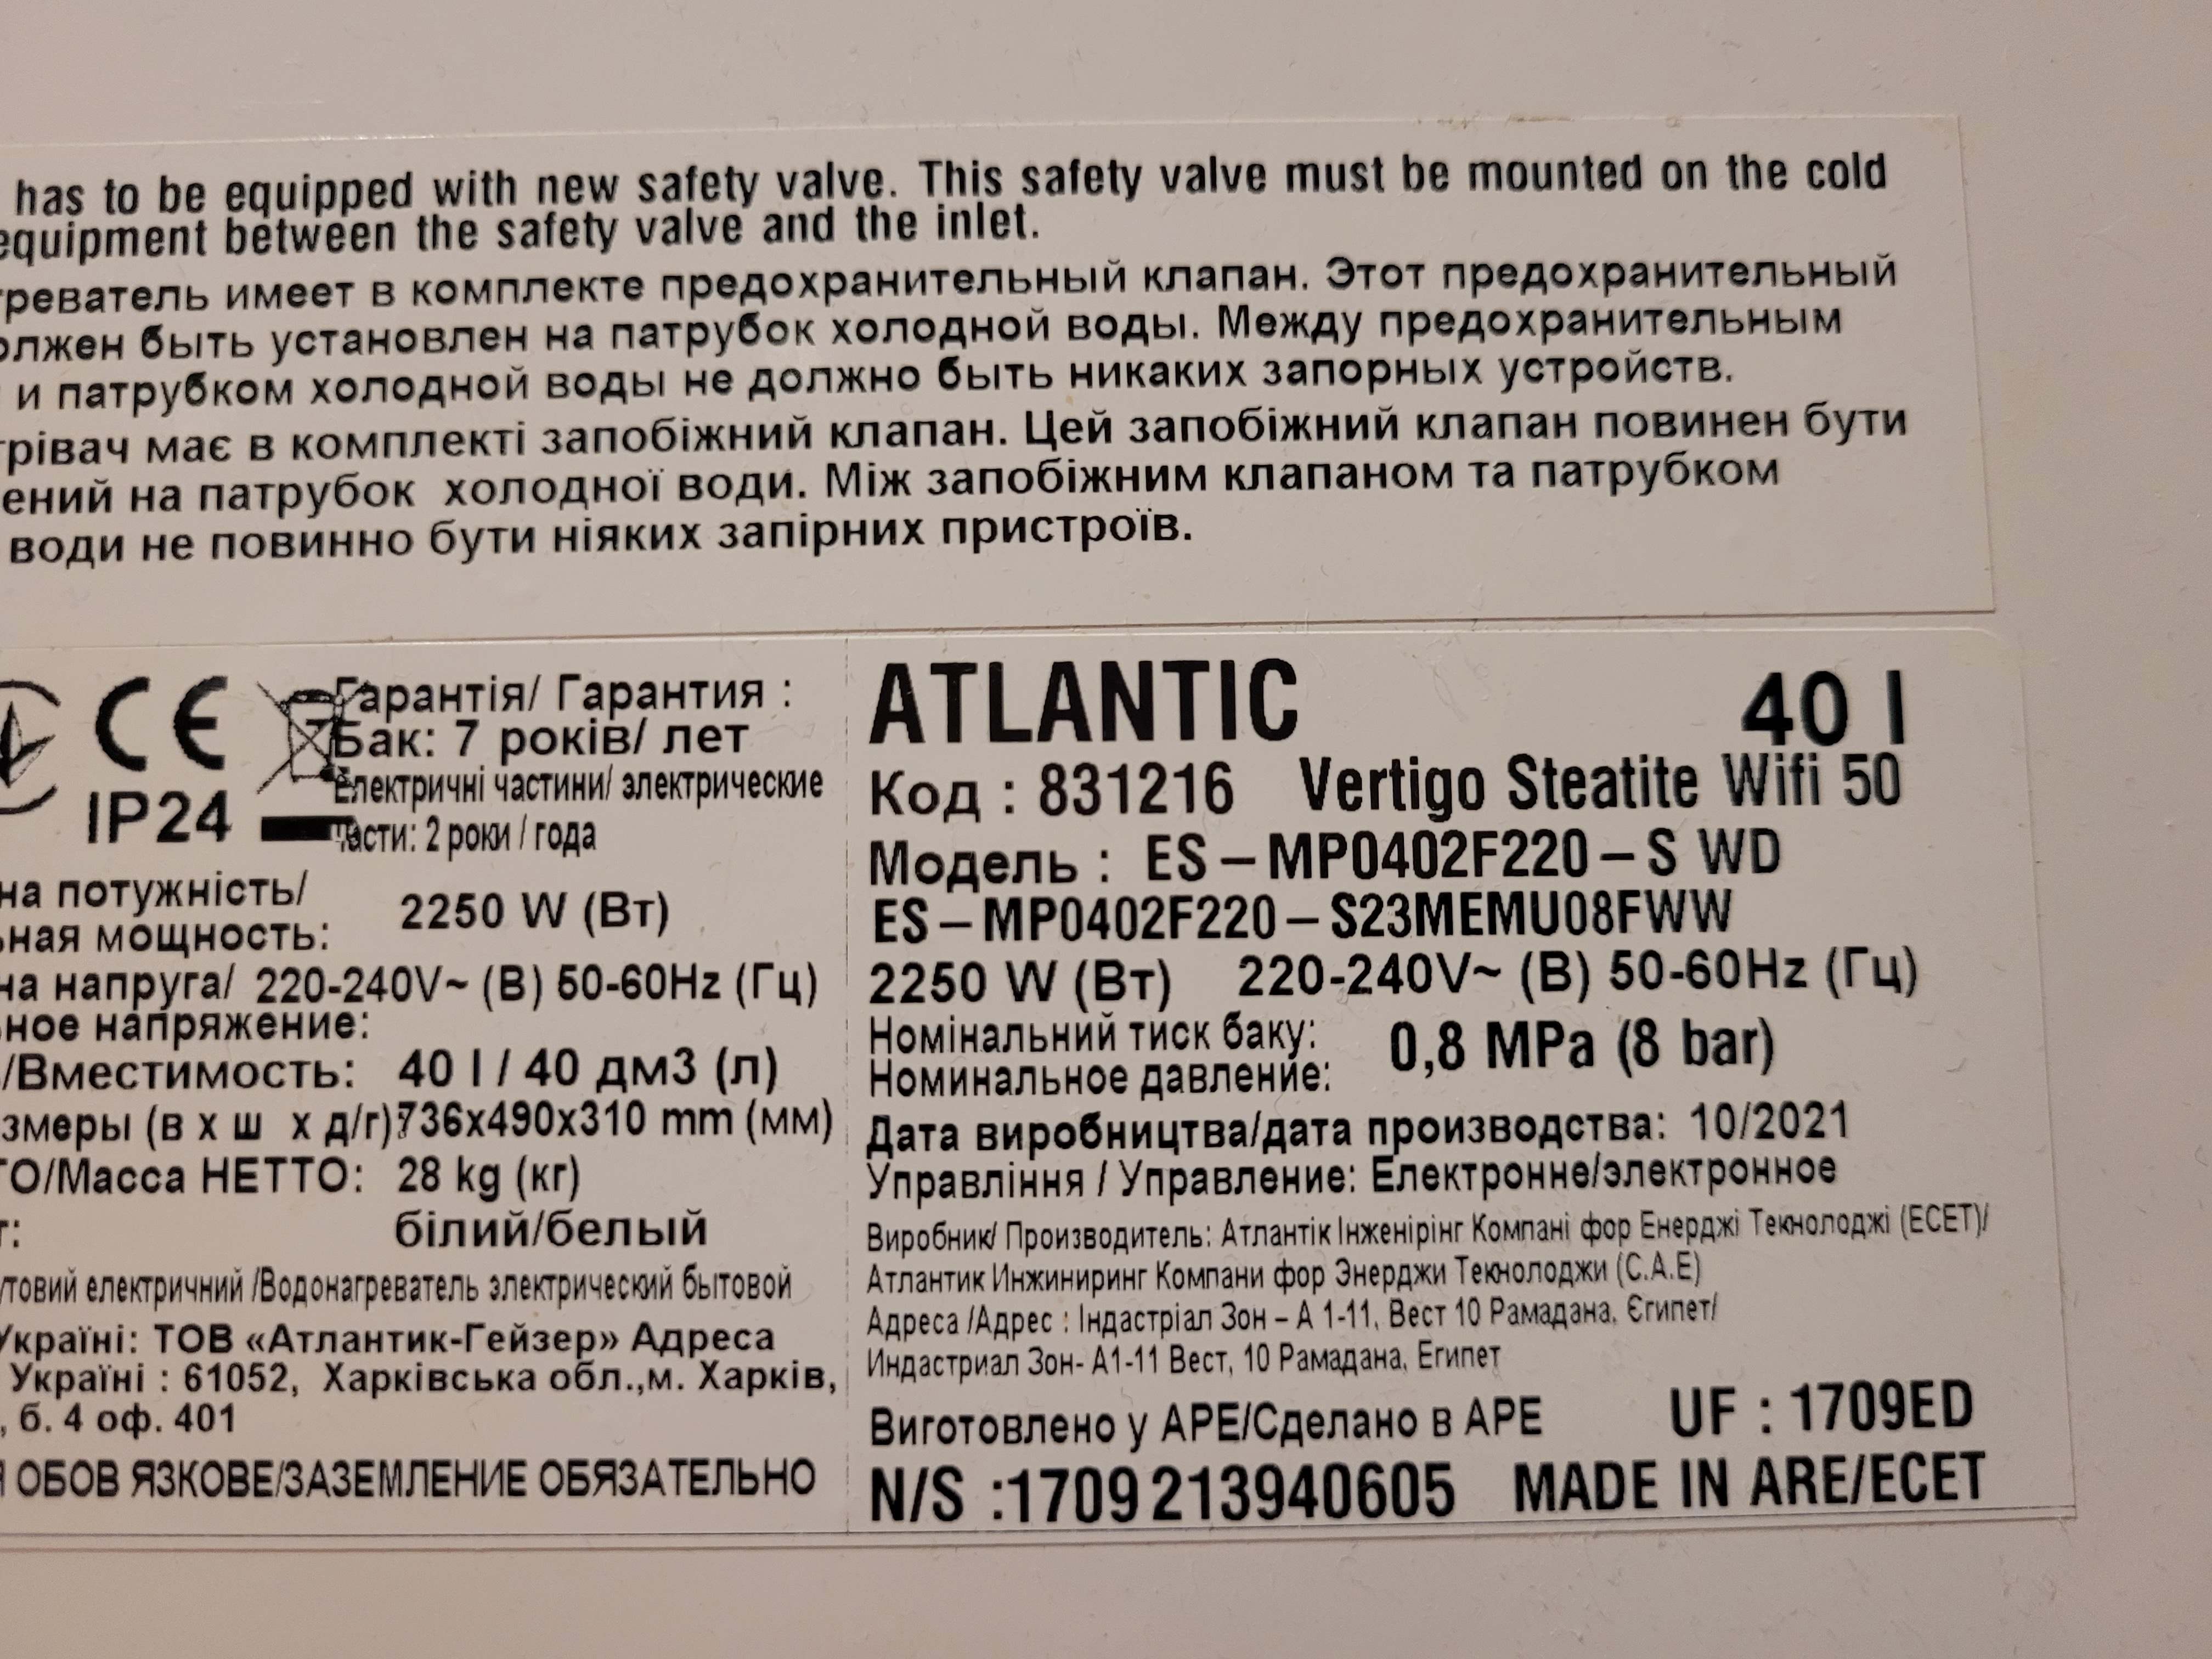 has to be equipped with new safety valve. This safety valve must be mounted on the cold
equipment between the safety valve and the inlet.
греватель имеет в комплекте предохранительный клапан. Этот предохранительный
олжен быть установлен на патрубок холодной воды. Между предохранительным
и патрубком холодной воды не должно быть никаких запорных устройств.
грівач має в комплекті запобіжний клапан. Цей запобіжний клапан повинен бути
ений на патрубок холодної води. Між запобіжним клапаном та патрубком
води не повинно бути ніяких запірних пристроїв.
CE
IP24
Гарантія/ Гарантия :
Бак: 7 років/ лет
Електричні частини/ электрические
части: 2 роки / года
на потужність/
ьная мощность: 2250 W (Вт)
на напруга/ 220-240V~ (В) 50-60Hz (Гц)
ьное напряжение:
/Вместимость: 40 l / 40 дм3 (л)
змеры (в х ш х д/г): 736x490x310 mm (мм)
ТО/Масса НЕТТО: 28 kg (кг)
т: білий/белый
утовий електричний /Водонагреватель электрический бытовой
Україні: ТОВ «Атлантик-Гейзер» Адреса
Україні : 61052, Харківська обл.,м. Харків,
, б. 4 оф. 401
Я ОБОВ ЯЗКОВЕ/ЗАЗЕМЛЕНИЕ ОБЯЗАТЕЛЬНО
ATLANTIC 40 l
Код : 831216 Vertigo Steatite Wifi 50
Модель : ES – MP0402F220 – S WD
ES – MP0402F220 – S23MEMU08FWW
2250 W (Вт) 220-240V~ (В) 50-60Hz (Гц)
Номінальний тиск баку:
Номинальное давление: 0,8 MPa (8 bar)
Дата виробництва/дата производства: 10/2021
Управління / Управление: Електронне/электронное
Виробник/ Производитель: Атлантік Інженірінг Компані фор Енерджі Текнолоджі (ECET)/
Атлантик Инжиниринг Компани фор Энерджи Текнолоджи (C.A.E)
Адреса /Адрес : Індастріал Зон – А 1-11, Вест 10 Рамадана, Єгипет/
Индастриал Зон- А1-11 Вест, 10 Рамадана, Египет
Виготовлено у АРЕ/Сделано в АРЕ UF : 1709ED
N/S :1709 213940605 MADE IN ARE/ECET